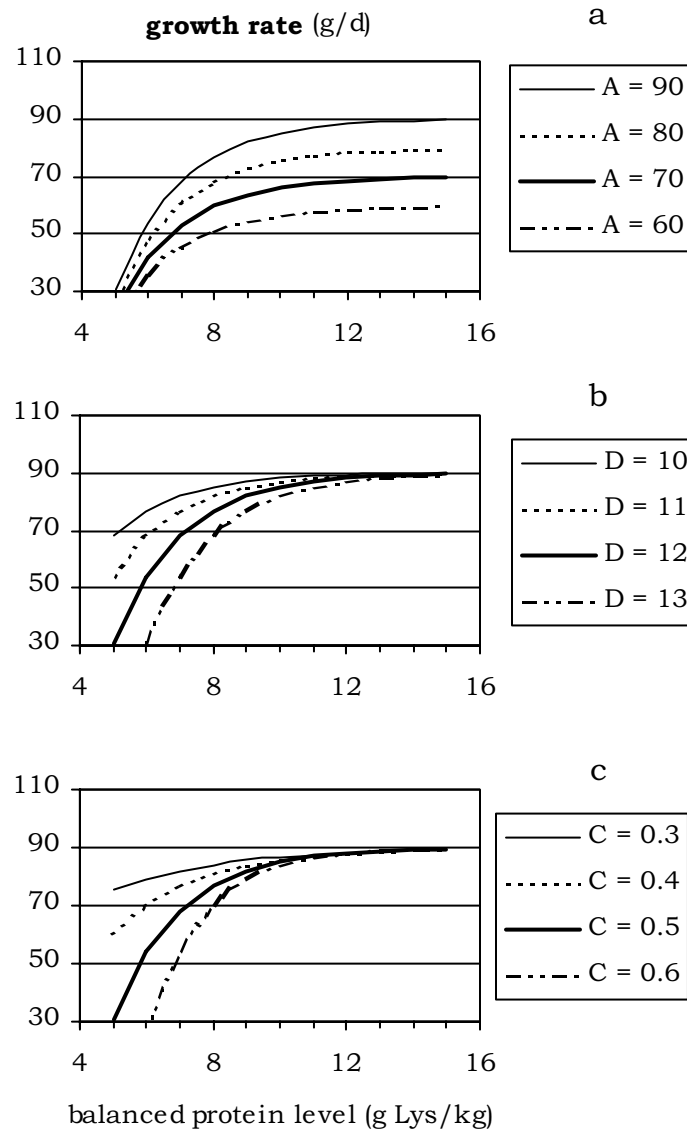 growth rate (g/d)
a
110
90
70
50
30
4 8 12 16
A = 90
A = 80
A = 70
A = 60
b
110
90
70
50
30
4 8 12 16
D = 10
D = 11
D = 12
D = 13
c
110
90
70
50
30
4 8 12 16
C = 0.3
C = 0.4
C = 0.5
C = 0.6
balanced protein level (g Lys/kg)